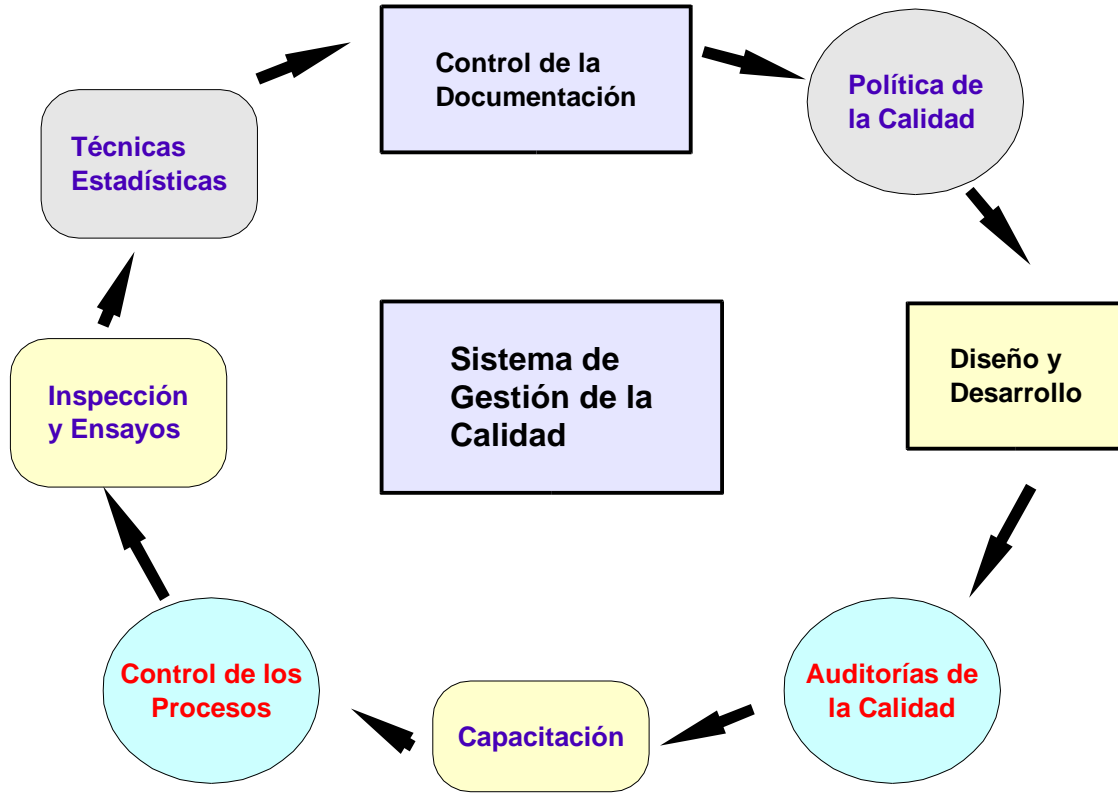 Control de la
Documentación
Política de
la Calidad
Técnicas
Estadísticas
Sistema de
Gestión de la
Calidad
Diseño y
Desarrollo
Inspección
y Ensayos
Control de los
Procesos
Auditorías de
la Calidad
Capacitación